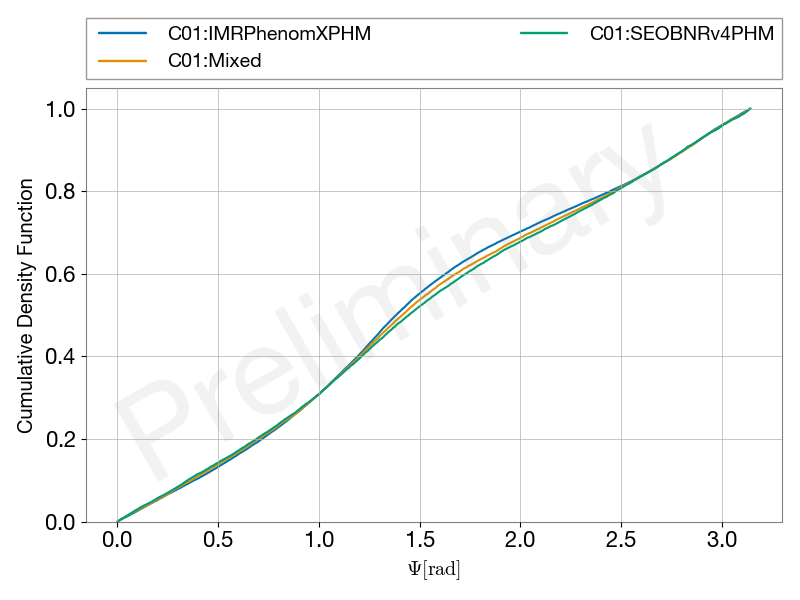 C01:IMRPhenomXPHM
C01:Mixed
C01:SEOBNRv4PHM
Preliminary
Cumulative Density Function
1.0
0.8
0.6
0.4
0.2
0.0
0.0 0.5 1.0 1.5 2.0 2.5 3.0
Ψ[rad]